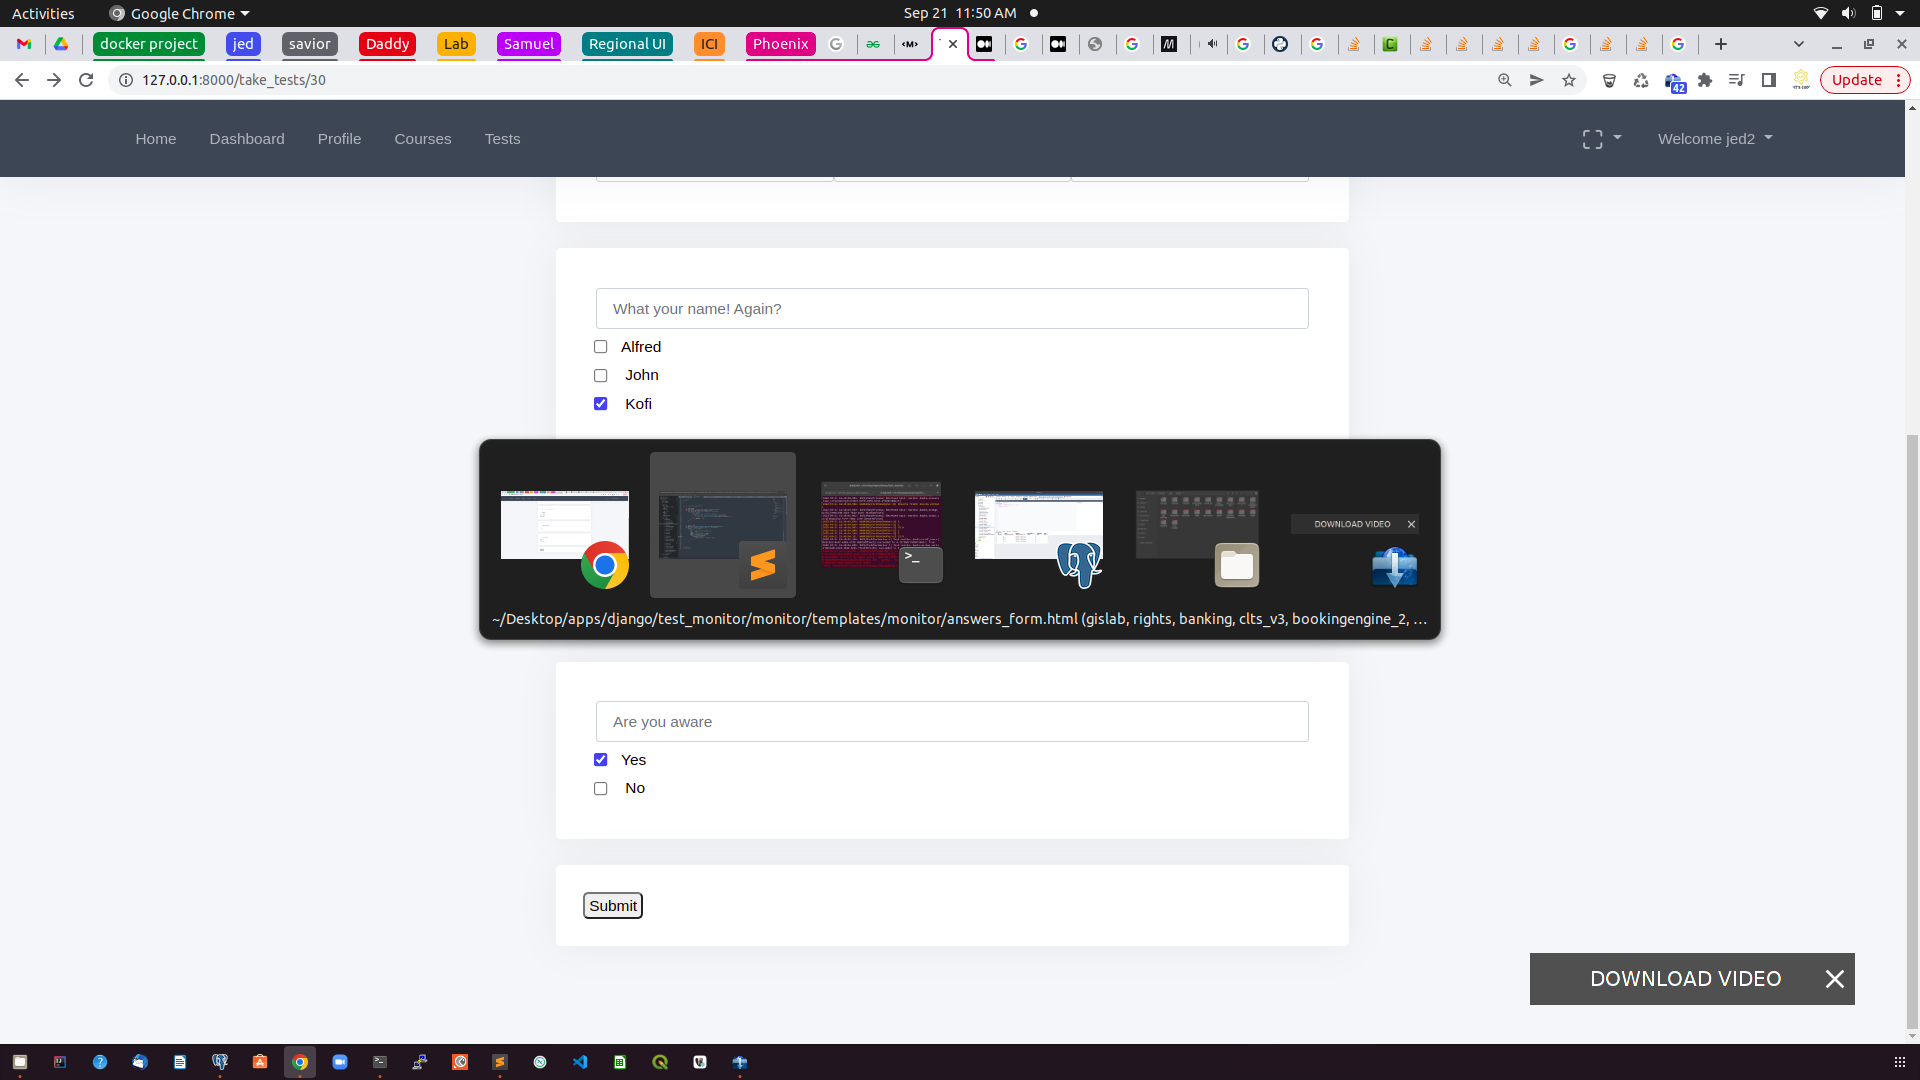 Activities
Google Chrome
Sep 21 11:50 AM
docker project
jed
savior
Daddy
Lab
Samuel
Regional UI
ICI
Phoenix
127.0.0.1:8000/take_tests/30
42
Update
Home
Dashboard
Profile
Courses
Tests
Welcome jed2
What your name! Again?
Alfred
John
Kofi
DOWNLOAD VIDEO
~/Desktop/apps/django/test_monitor/monitor/templates/monitor/answers_form.html (gislab, rights, banking, clts_v3, bookingengine_2, …
Are you aware
Yes
No
Submit
DOWNLOAD VIDEO